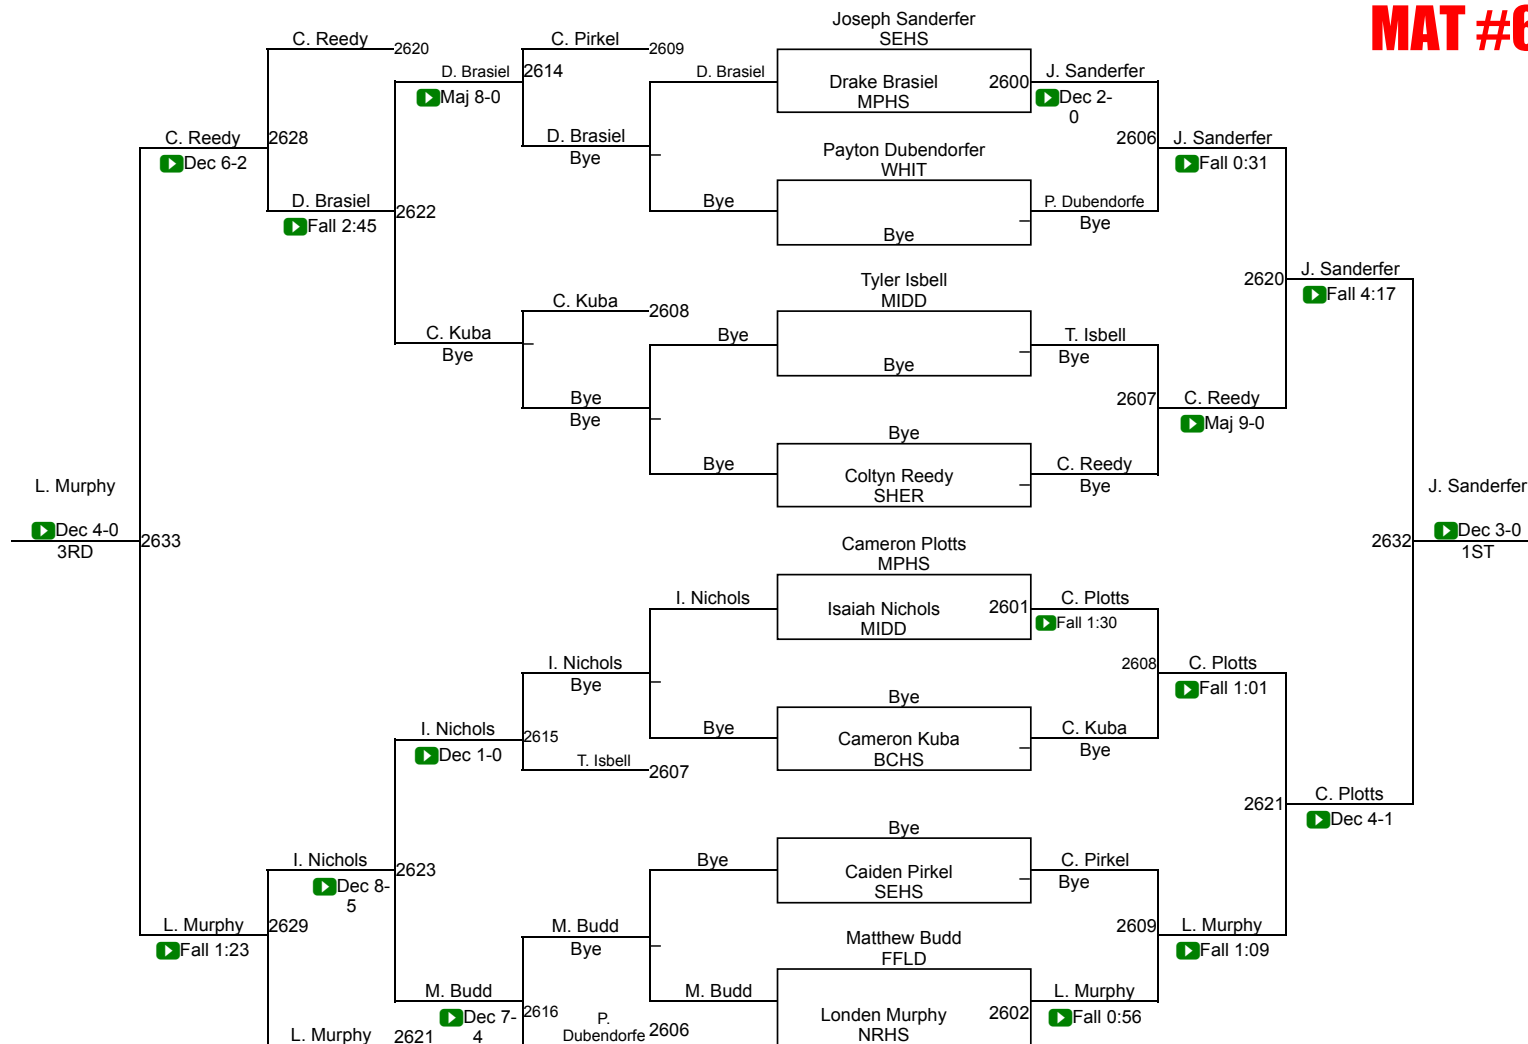 MAT #6
Joseph Sanderfer
SEHS
C. Reedy
2620
C. Pirkel
2609
D. Brasiel
2614
Maj 8-0
D. Brasiel
Drake Brasiel
MPHS
2600
J. Sanderfer
Dec 2-
0
C. Reedy
2628
Dec 6-2
D. Brasiel
Bye
Payton Dubendorfer
WHIT
2606
J. Sanderfer
Fall 0:31
D. Brasiel
2622
Fall 2:45
Bye
Bye
P. Dubendorfe
Bye
Tyler Isbell
MIDD
2620
J. Sanderfer
Fall 4:17
C. Kuba
2608
C. Kuba
Bye
Bye
Bye
T. Isbell
Bye
Bye
Bye
2607
C. Reedy
Maj 9-0
Bye
Bye
Coltyn Reedy
SHER
C. Reedy
Bye
L. Murphy
Dec 4-0
3RD
2633
J. Sanderfer
2632
Dec 3-0
1ST
Cameron Plotts
MPHS
I. Nichols
Isaiah Nichols
MIDD
2601
C. Plotts
Fall 1:30
I. Nichols
Bye
2608
C. Plotts
Fall 1:01
Bye
I. Nichols
2615
Dec 1-0
Bye
Cameron Kuba
BCHS
C. Kuba
Bye
T. Isbell
2607
2621
C. Plotts
Dec 4-1
Bye
I. Nichols
2623
Dec 8-
5
Bye
Caiden Pirkel
SEHS
C. Pirkel
Bye
L. Murphy
2629
Fall 1:23
M. Budd
Bye
Matthew Budd
FFLD
2609
L. Murphy
Fall 1:09
M. Budd
2616
Dec 7-
4
M. Budd
Londen Murphy
NRHS
2602
L. Murphy
Fall 0:56
L. Murphy
2621
P.
Dubendorfe
2606